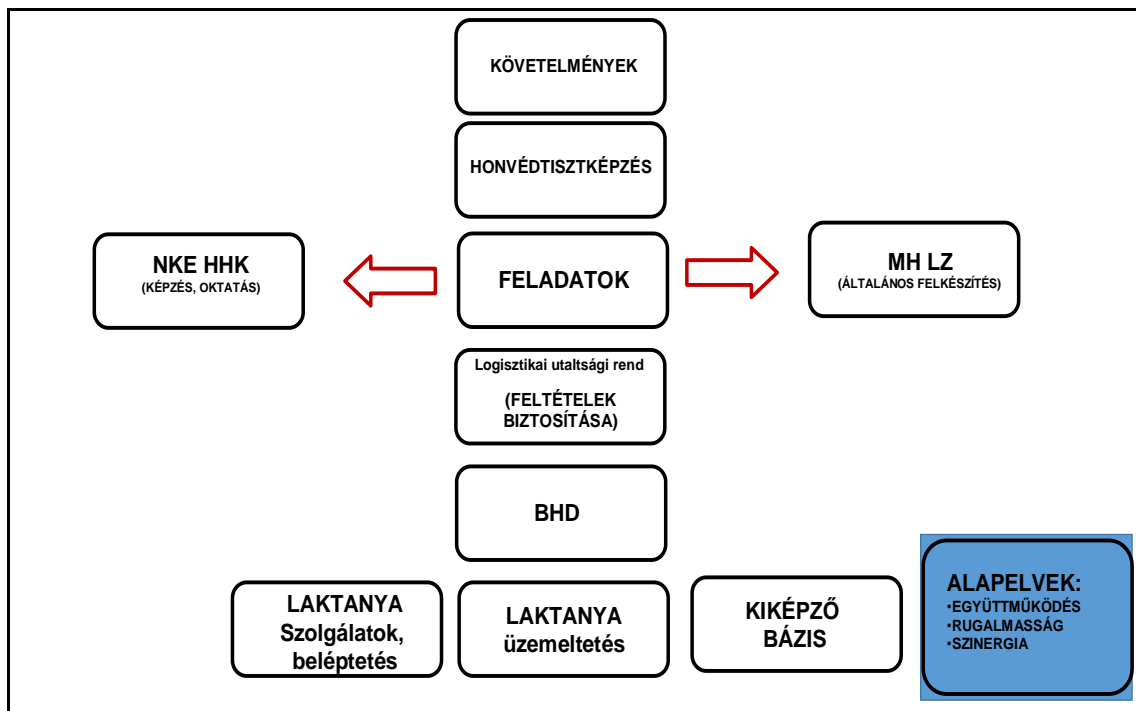 KÖVETELMÉNYEK
HONVÉDTISZTKÉPZÉS
NKE HHK
(KÉPZÉS, OKTATÁS)
FELADATOK
MH LZ
(ÁLTALÁNOS FELKÉSZÍTÉS)
Logisztikai utaltsági rend
(FELTÉTELEK
BIZTOSÍTÁSA)
BHD
LAKTANYA
Szolgálatok,
beléptetés
LAKTANYA
üzemeltetés
KIKÉPZŐ
BÁZIS
ALAPELVEK:
•EGYÜTTMŰKÖDÉS
•RUGALMASSÁG
•SZINERGIA